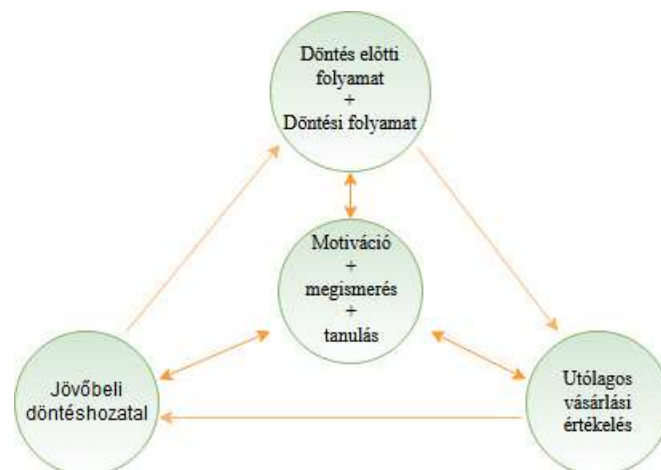 Döntés előtti
folyamat
+
Döntési folyamat
Motiváció
+
megismerés
+
tanulás
Jövőbeli
döntéshozatal
Utólagos
vásárlási
értékelés